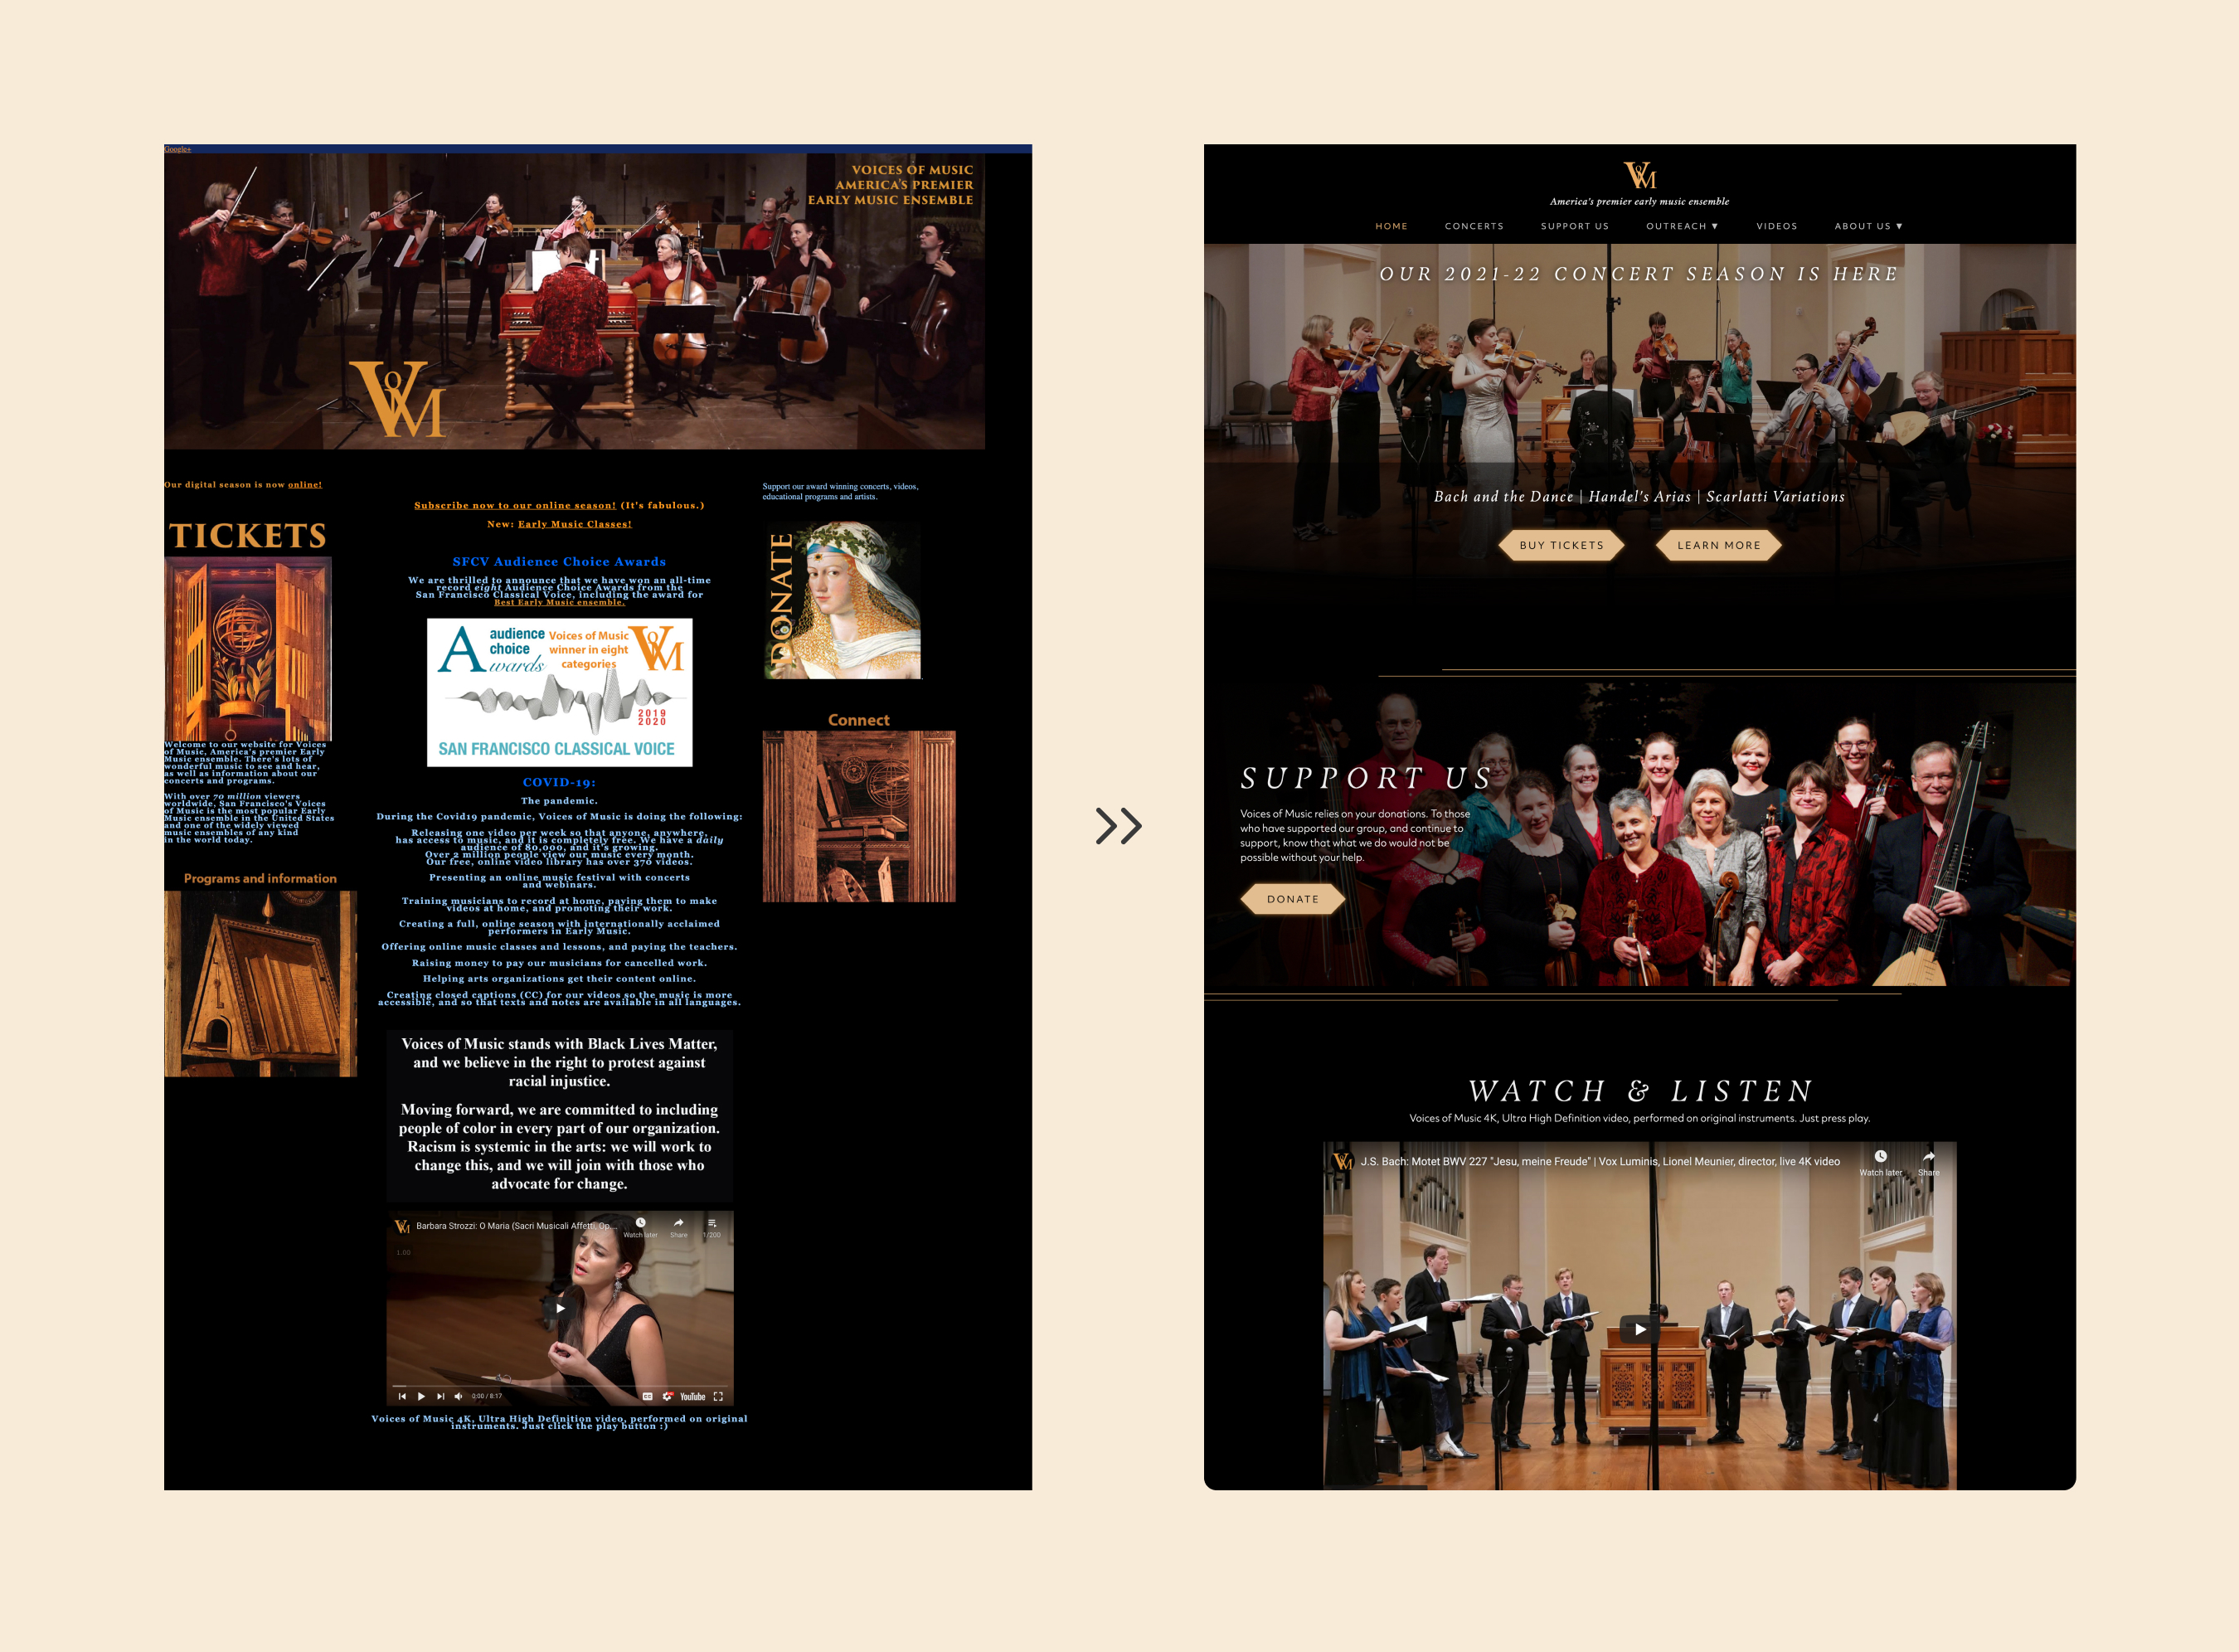 Google+
VOICES OF MUSIC
AMERICA'S PREMIER
EARLY MUSIC ENSEMBLE
VoM
Our digital season is now online!
TICKETS
Welcome to our website for Voices
of Music, America's premier Early
Music ensemble. There's lots of
wonderful music to see and hear,
as well as information about our
concerts and programs.
With over 70 million viewers
worldwide, San Francisco's Voices
of Music is the most popular Early
Music ensemble in the United States
and one of the widely viewed
music ensembles of any kind
in the world today.
Programs and information
Subscribe now to our online season! (It's fabulous.)
New: Early Music Classes!
SFCV Audience Choice Awards
We are thrilled to announce that we have won an all-time
record eight Audience Choice Awards from the
San Francisco Classical Voice, including the award for
Best Early Music ensemble.
audience
choice
Awards
Voices of Music
winner in eight
categories
VoM
2019
2020
SAN FRANCISCO CLASSICAL VOICE
COVID-19:
The pandemic.
During the Covid19 pandemic, Voices of Music is doing the following:
Releasing one video per week so that anyone, anywhere,
has access to music, and it is completely free. We have a daily
audience of 80,000, and it's growing.
Over 2 million people view our music every month.
Our free, online video library has over 370 videos.
Presenting an online music festival with concerts
and webinars.
Training musicians to record at home, paying them to make
videos at home, and promoting their work.
Creating a full, online season with internationally acclaimed
performers in Early Music.
Offering online music classes and lessons, and paying the teachers.
Raising money to pay our musicians for cancelled work.
Helping arts organizations get their content online.
Creating closed captions (CC) for our videos so the music is more
accessible, and so that texts and notes are available in all languages.
Voices of Music stands with Black Lives Matter,
and we believe in the right to protest against
racial injustice.
Moving forward, we are committed to including
people of color in every part of our organization.
Racism is systemic in the arts: we will work to
change this, and we will join with those who
advocate for change.
VoM
Barbara Strozzi: O Maria (Sacri Musicali Affetti, Op....
Watch later
Share
1/200
1.00
0:00 / 8:17
CC
YouTube
Voices of Music 4K, Ultra High Definition video, performed on original
instruments. Just click the play button :)
Support our award winning concerts, videos,
educational programs and artists.
DONATE
Connect
VoM
America's premier early music ensemble
HOME CONCERTS SUPPORT US OUTREACH ▼ VIDEOS ABOUT US ▼
OUR 2021-22 CONCERT SEASON IS HERE
Bach and the Dance | Handel's Arias | Scarlatti Variations
BUY TICKETS LEARN MORE
SUPPORT US
Voices of Music relies on your donations. To those
who have supported our group, and continue to
support, know that what we do would not be
possible without your help.
DONATE
WATCH & LISTEN
Voices of Music 4K, Ultra High Definition video, performed on original instruments. Just press play.
VoM
J.S. Bach: Motet BWV 227 "Jesu, meine Freude" | Vox Luminis, Lionel Meunier, director, live 4K video
Watch later
Share